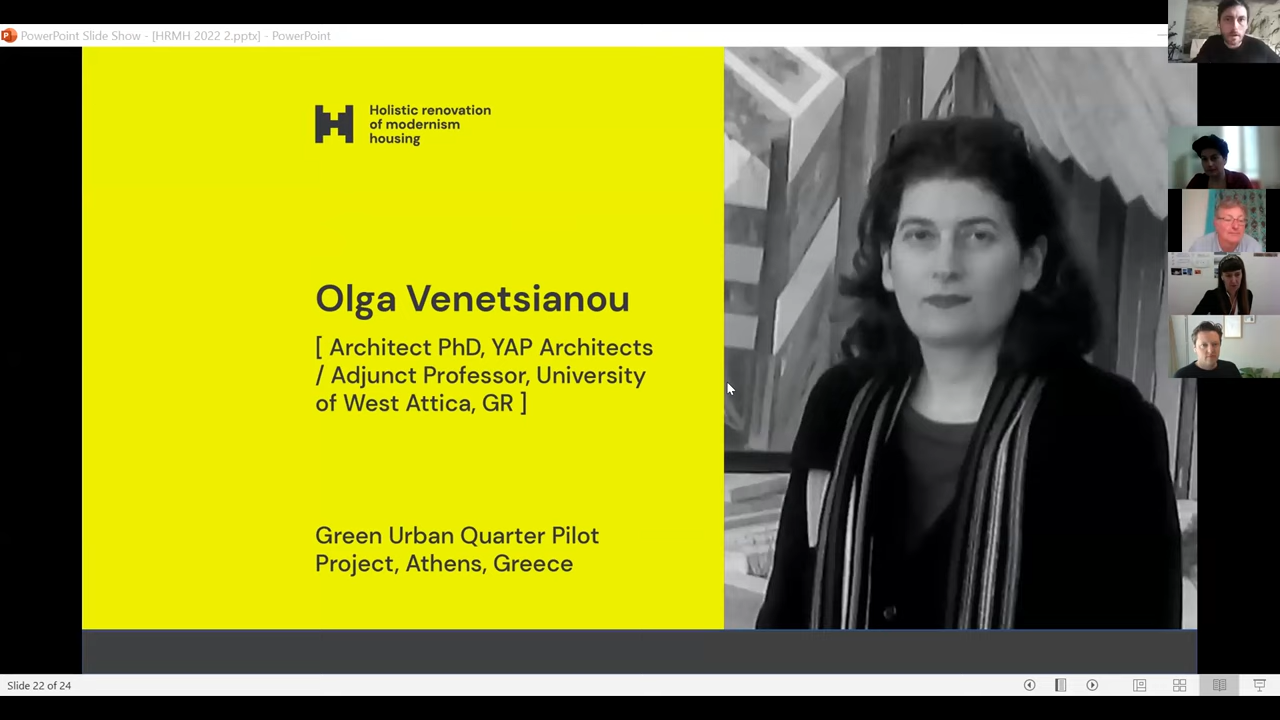 PowerPoint Slide Show - [HRMH 2022 2.pptx] - PowerPoint
Holistic renovation
of modernism
housing
Olga Venetsianou
[ Architect PhD, YAP Architects
/ Adjunct Professor, University
of West Attica, GR ]
Green Urban Quarter Pilot
Project, Athens, Greece
Slide 22 of 24